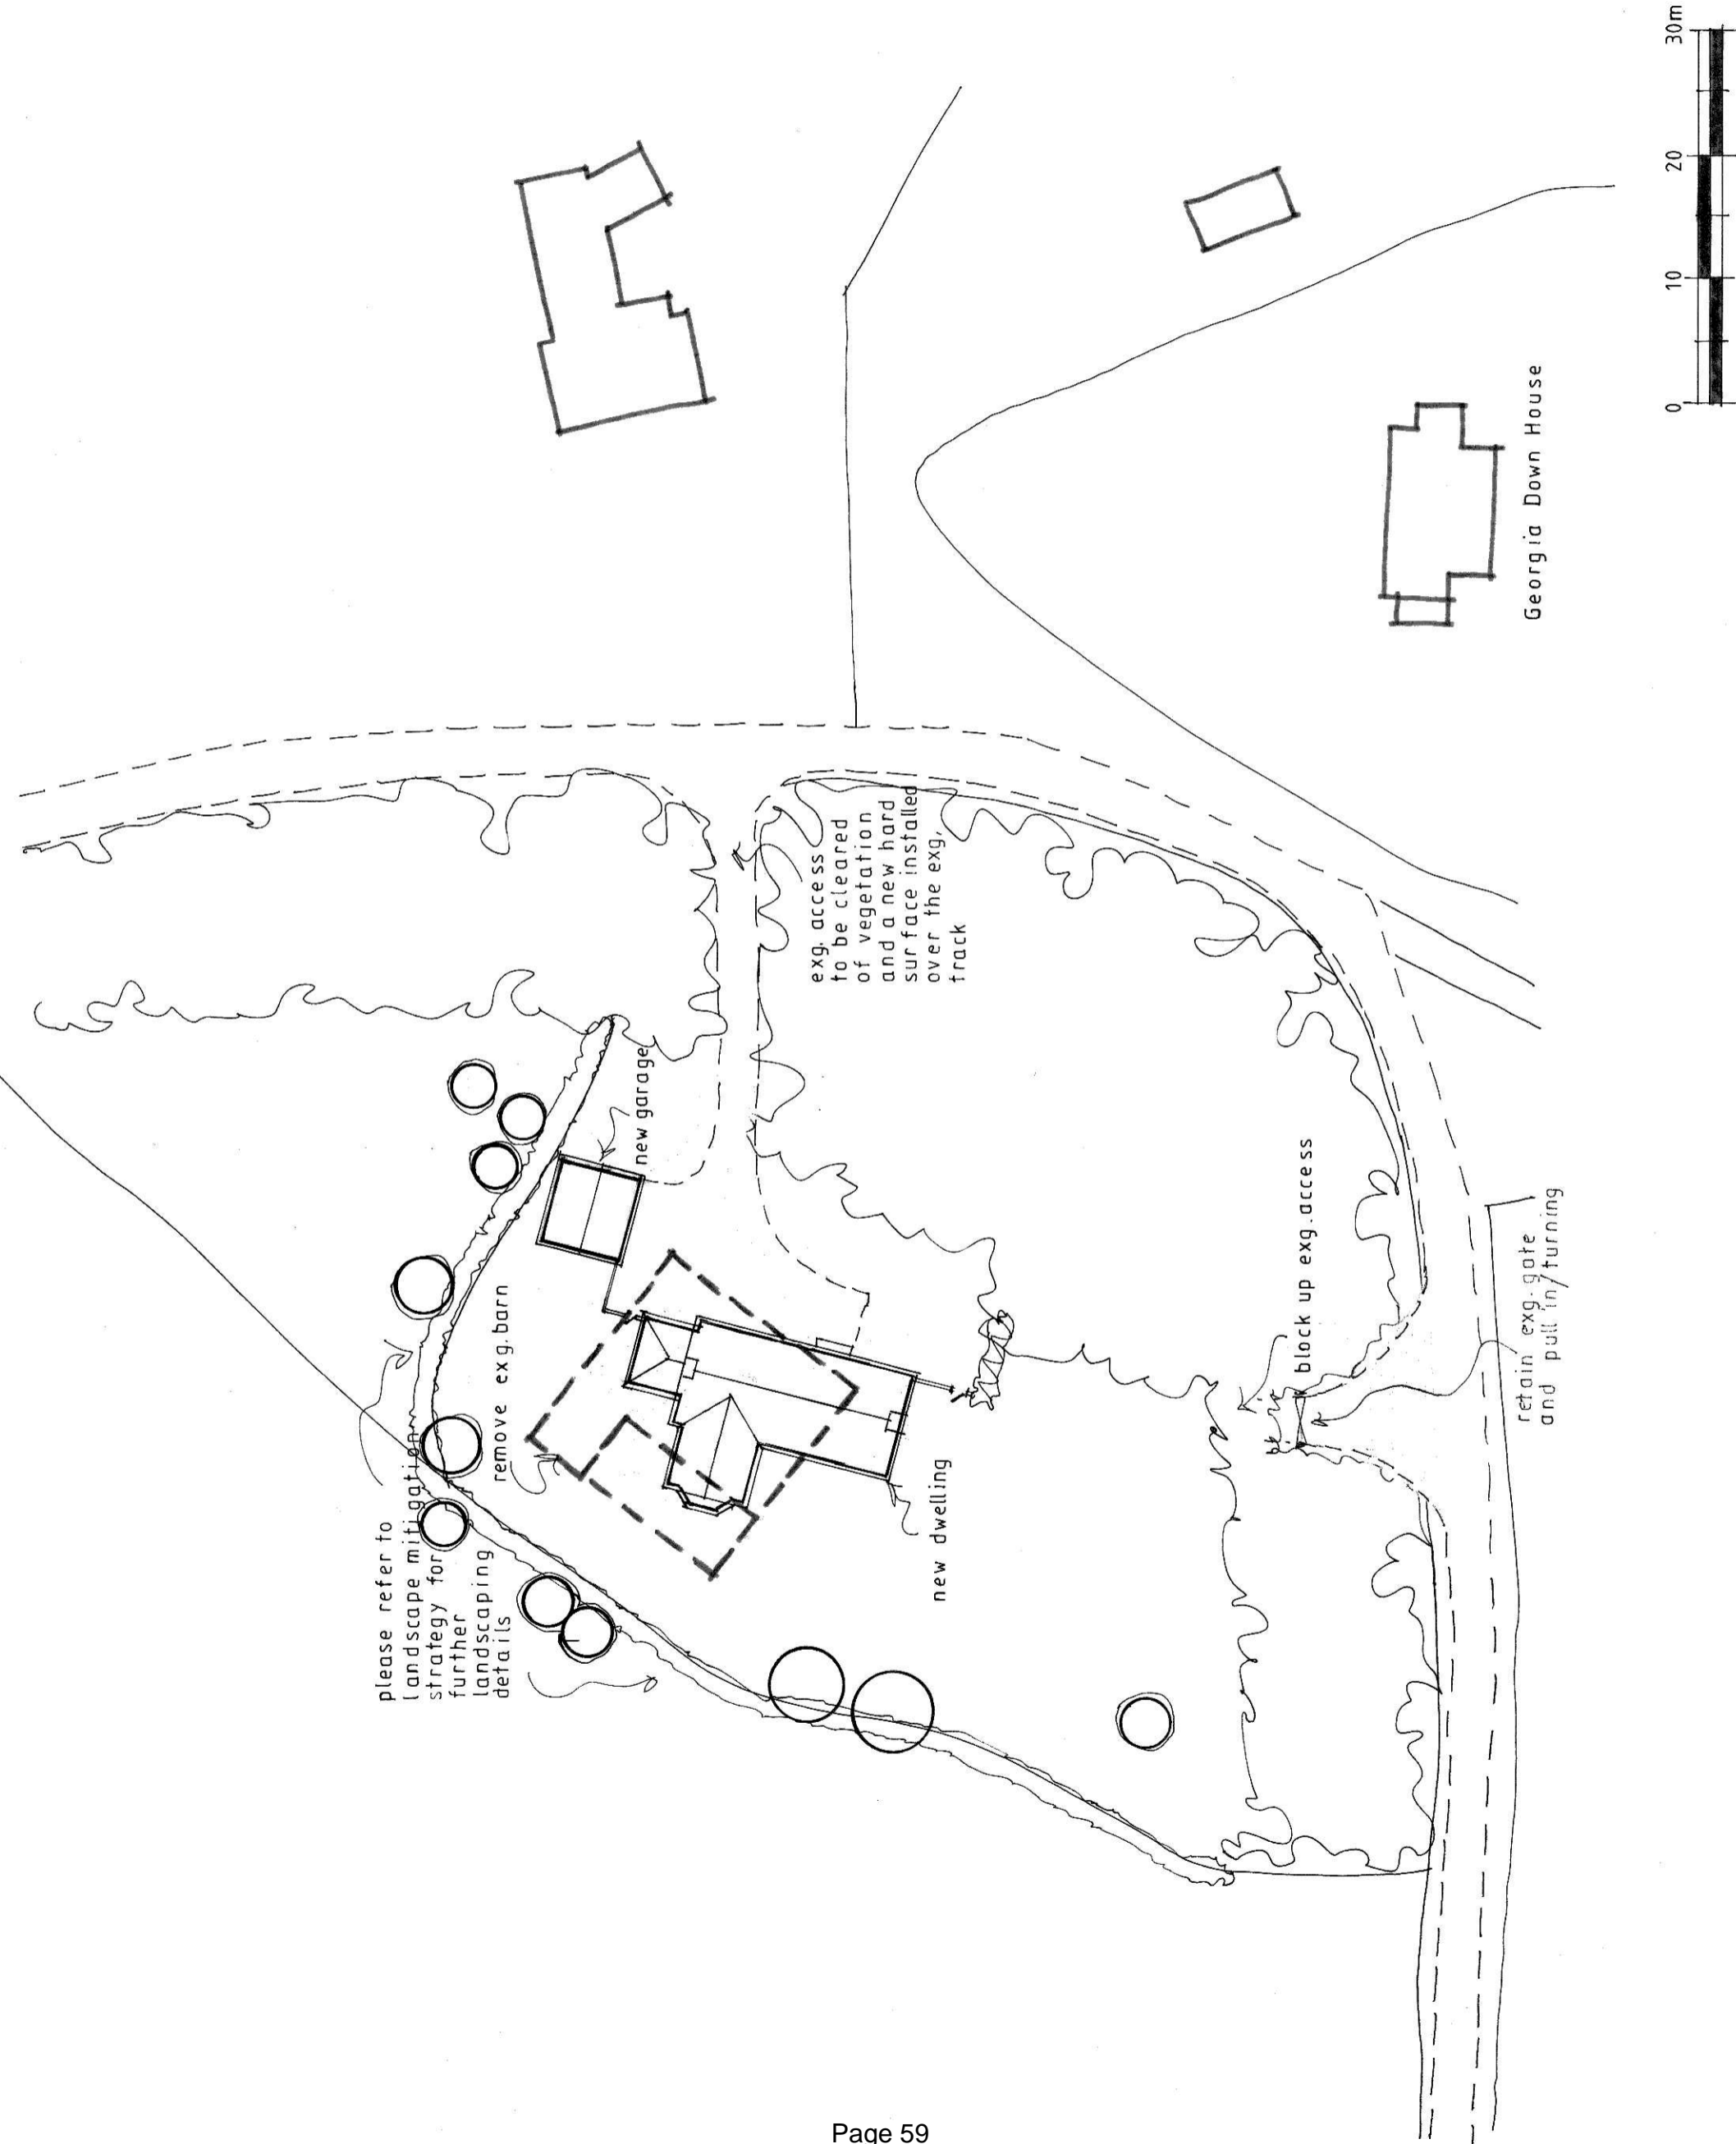 please refer to
landscape mitigation
strategy for
further
landscaping
details
remove exg.barn
new garage
new dwelling
exg. access
to be cleared
of vegetation
and a new hard
surface installed
over the exg,
track
block up exg.access
retain exg.gate
and pull in/turning
Georgia Down House
0 10 20 30m
Page 59